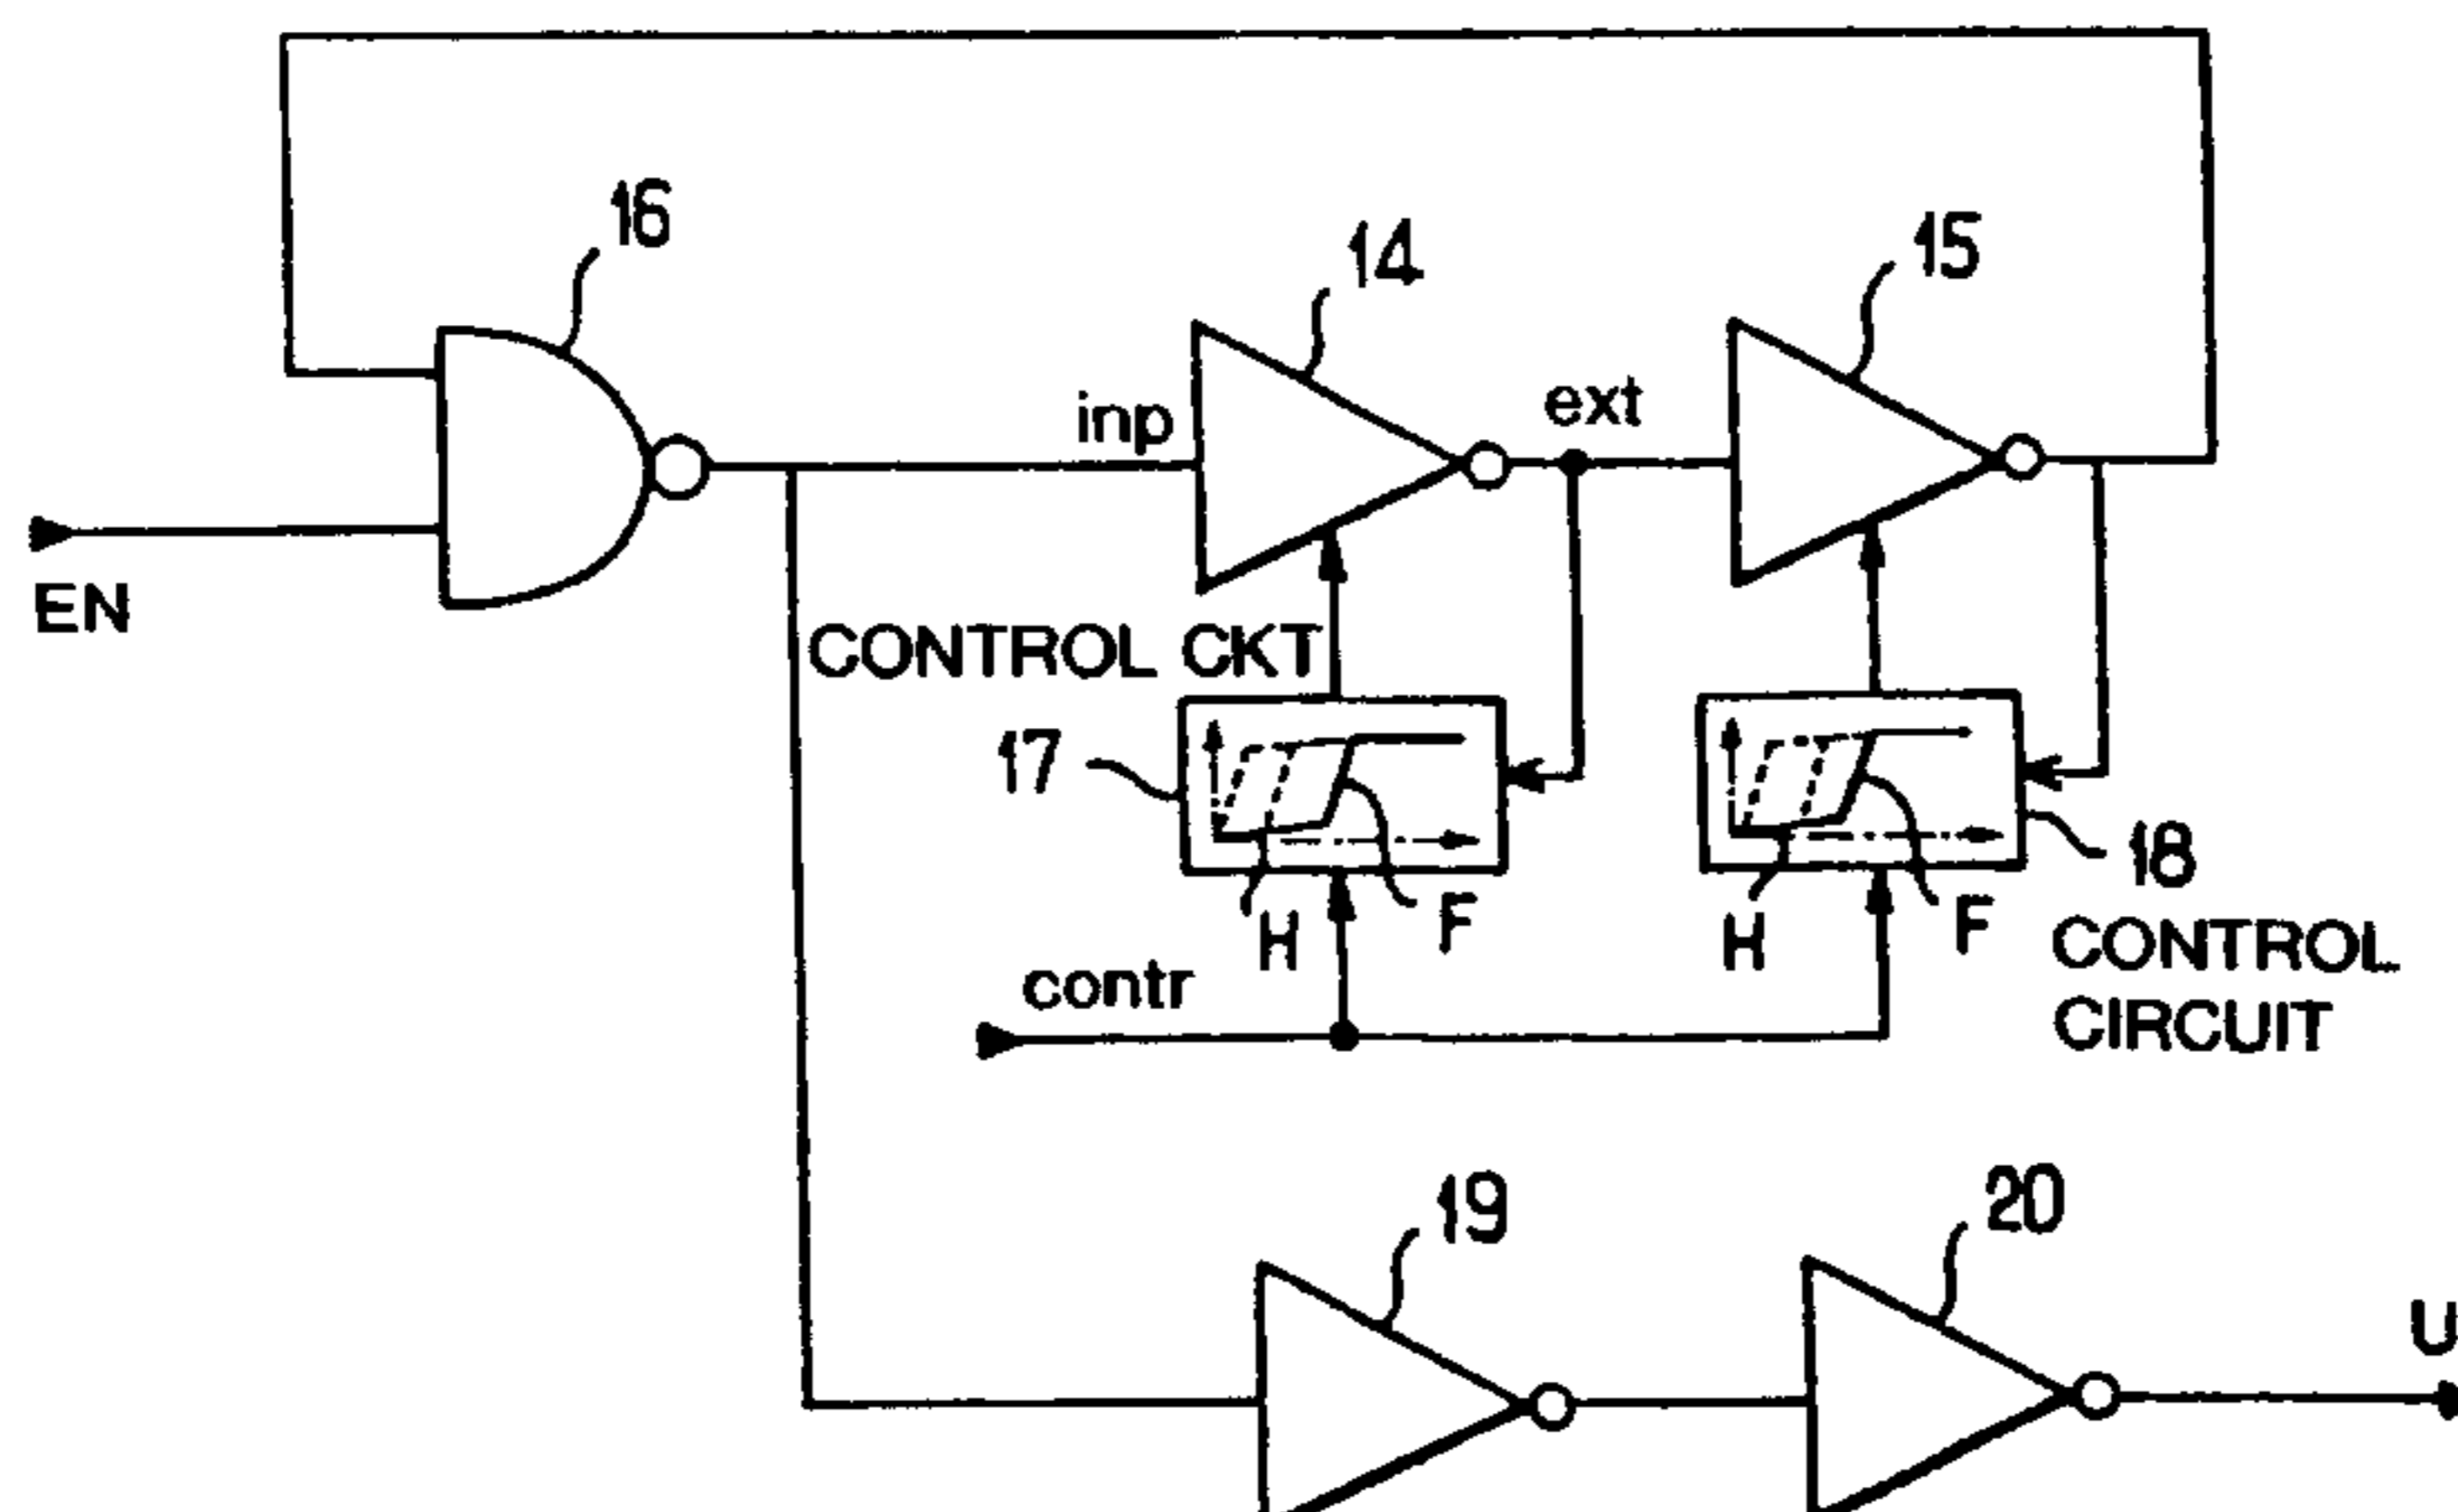 16
14
15
inp
ext
EN
CONTROL CKT
17
18
H
F
H
F
CONTROL
CIRCUIT
contr
19
20
U